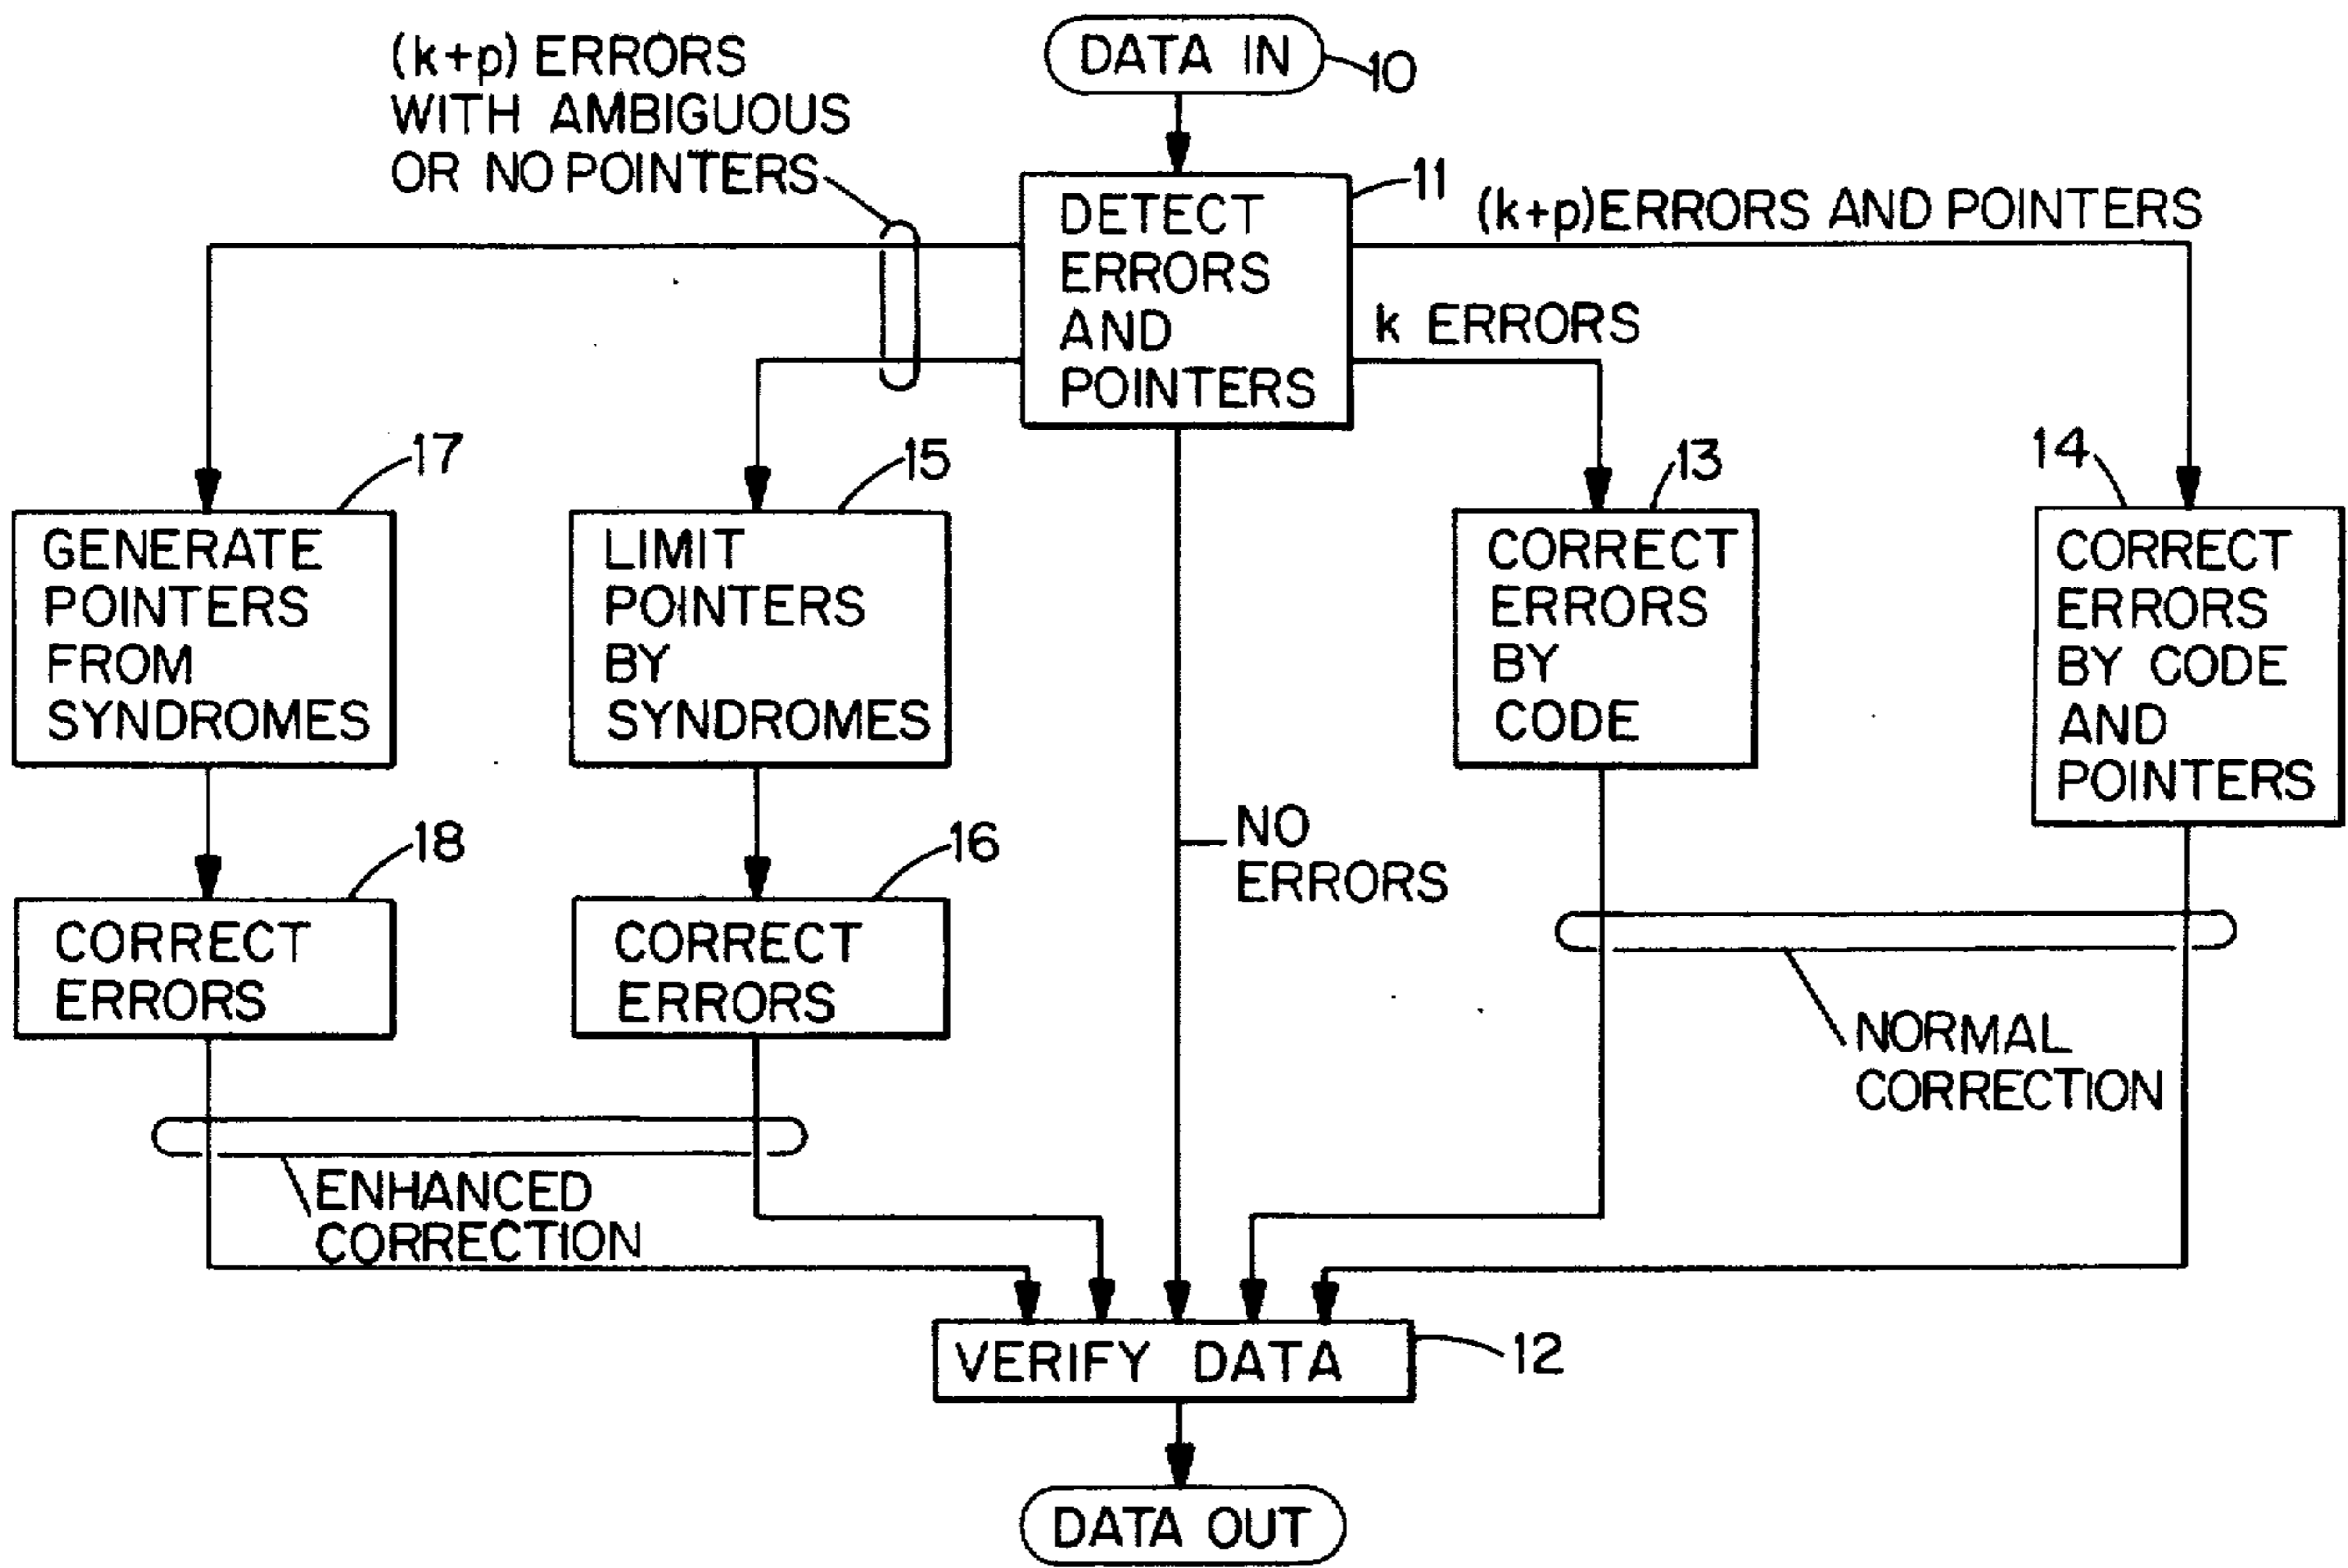 (k+p) ERRORS
WITH AMBIGUOUS
OR NO POINTERS
DATA IN
10
DETECT
ERRORS
AND
POINTERS
11
(k+p) ERRORS AND POINTERS
k ERRORS
17
GENERATE
POINTERS
FROM
SYNDROMES
15
LIMIT
POINTERS
BY
SYNDROMES
13
CORRECT
ERRORS
BY
CODE
14
CORRECT
ERRORS
BY CODE
AND
POINTERS
18
CORRECT
ERRORS
16
CORRECT
ERRORS
NO
ERRORS
NORMAL
CORRECTION
ENHANCED
CORRECTION
VERIFY DATA
12
DATA OUT